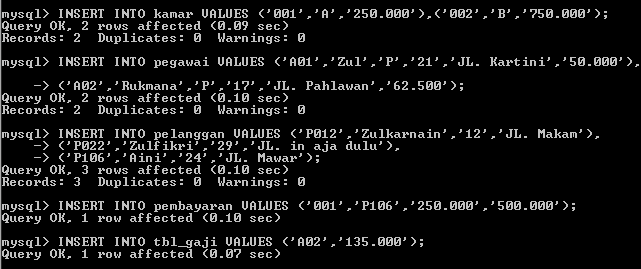 mysql> INSERT INTO kamar VALUES ('001','A','250.000'),('002','B','750.000');
Query OK, 2 rows affected (0.09 sec)
Records: 2  Duplicates: 0  Warnings: 0
mysql> INSERT INTO pegawai VALUES ('A01','Zul','P','21','JL. Kartini','50.000'),
-> ('A02','Rukmana','P','17','JL. Pahlawan','62.500');
Query OK, 2 rows affected (0.10 sec)
Records: 2  Duplicates: 0  Warnings: 0
mysql> INSERT INTO pelanggan VALUES ('P012','Zulkarnain','12','JL. Makam'),
-> ('P022','Zulfikri','29','JL. in aja dulu'),
-> ('P106','Aini','24','JL. Mawar');
Query OK, 3 rows affected (0.10 sec)
Records: 3  Duplicates: 0  Warnings: 0
mysql> INSERT INTO pembayaran VALUES ('001','P106','250.000','500.000');
Query OK, 1 row affected (0.10 sec)
mysql> INSERT INTO tbl_gaji VALUES ('A02','135.000');
Query OK, 1 row affected (0.07 sec)